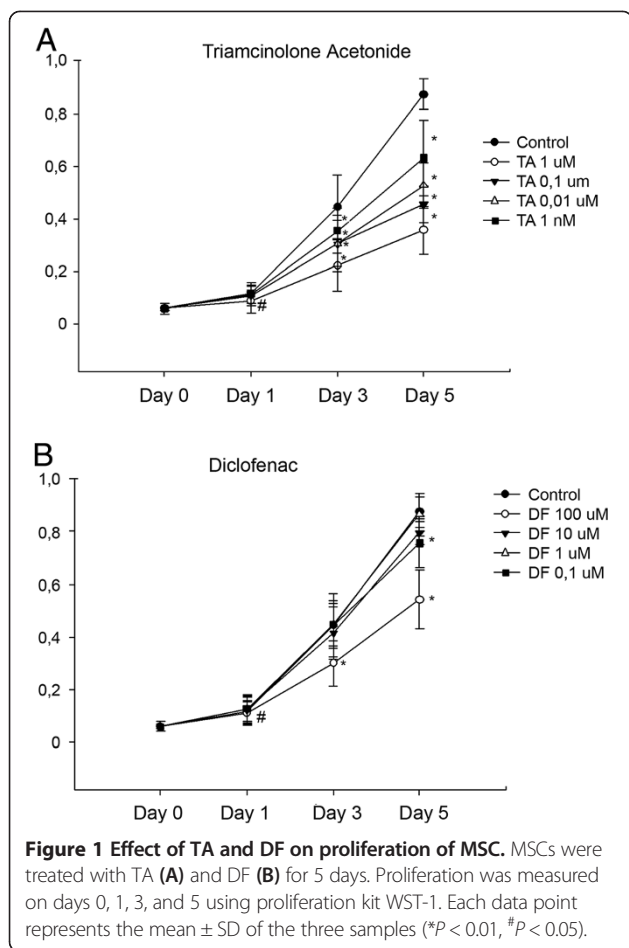 A
Triamcinolone Acetonide
1,0
0,8
0,6
0,4
0,2
0
*
*
*
*
*
*
*
*
#
Control
TA 1 uM
TA 0,1 um
TA 0,01 uM
TA 1 nM
Day 0 Day 1 Day 3 Day 5
B
Diclofenac
1,0
0,8
0,6
0,4
0,2
0
*
*
*
#
Control
DF 100 uM
DF 10 uM
DF 1 uM
DF 0,1 uM
Day 0 Day 1 Day 3 Day 5
Figure 1 Effect of TA and DF on proliferation of MSC. MSCs were
treated with TA (A) and DF (B) for 5 days. Proliferation was measured
on days 0, 1, 3, and 5 using proliferation kit WST-1. Each data point
represents the mean ± SD of the three samples (*P < 0.01, #P < 0.05).